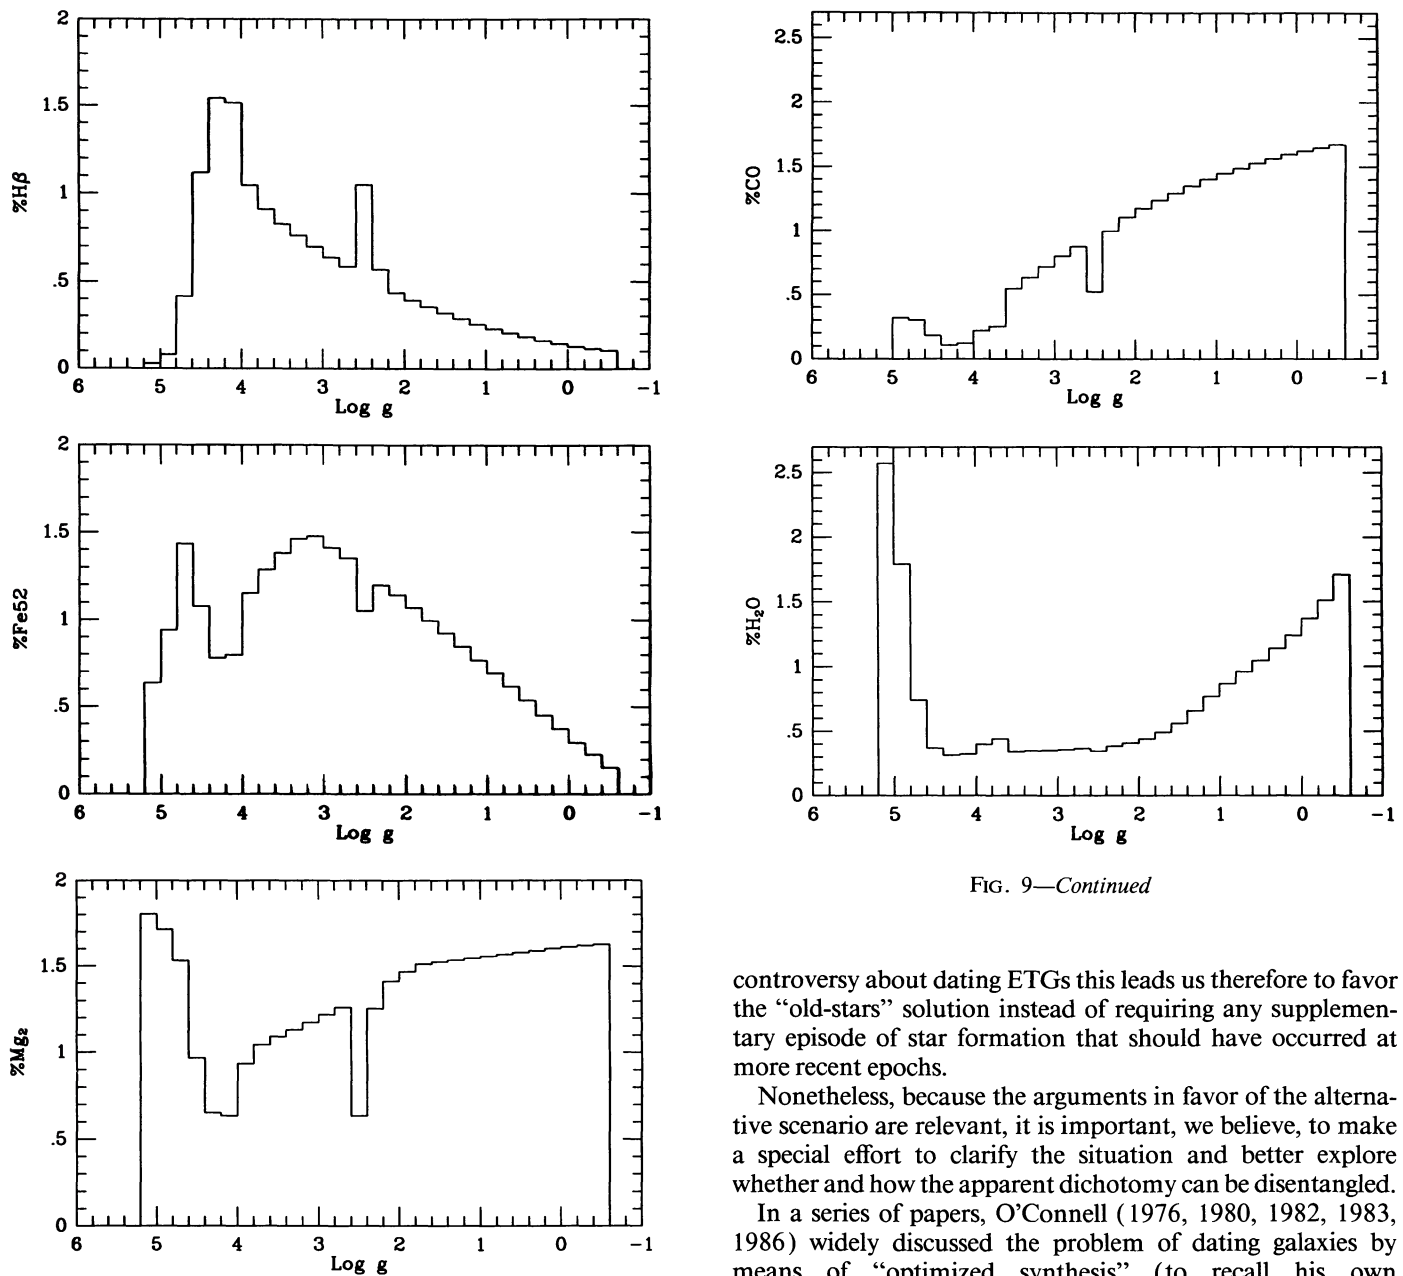 2
1.5
1
.5
0
%Hβ
6 5 4 3 2 1 0 −1
Log g
2
1.5
1
.5
0
%Fe52
6 5 4 3 2 1 0 −1
Log g
2
1.5
1
.5
0
%Mg₂
6 5 4 3 2 1 0 −1
Log g
2.5
2
1.5
1
.5
0
%CO
6 5 4 3 2 1 0 −1
Log g
2.5
2
1.5
1
.5
0
%H₂O
6 5 4 3 2 1 0 −1
Log g
FIG. 9—Continued
controversy about dating ETGs this leads us therefore to favor
the “old-stars” solution instead of requiring any supplemen-
tary episode of star formation that should have occurred at
more recent epochs.
Nonetheless, because the arguments in favor of the alterna-
tive scenario are relevant, it is important, we believe, to make
a special effort to clarify the situation and better explore
whether and how the apparent dichotomy can be disentangled.
In a series of papers, O’Connell (1976, 1980, 1982, 1983,
1986) widely discussed the problem of dating galaxies by
means of “optimized synthesis” (to recall his own